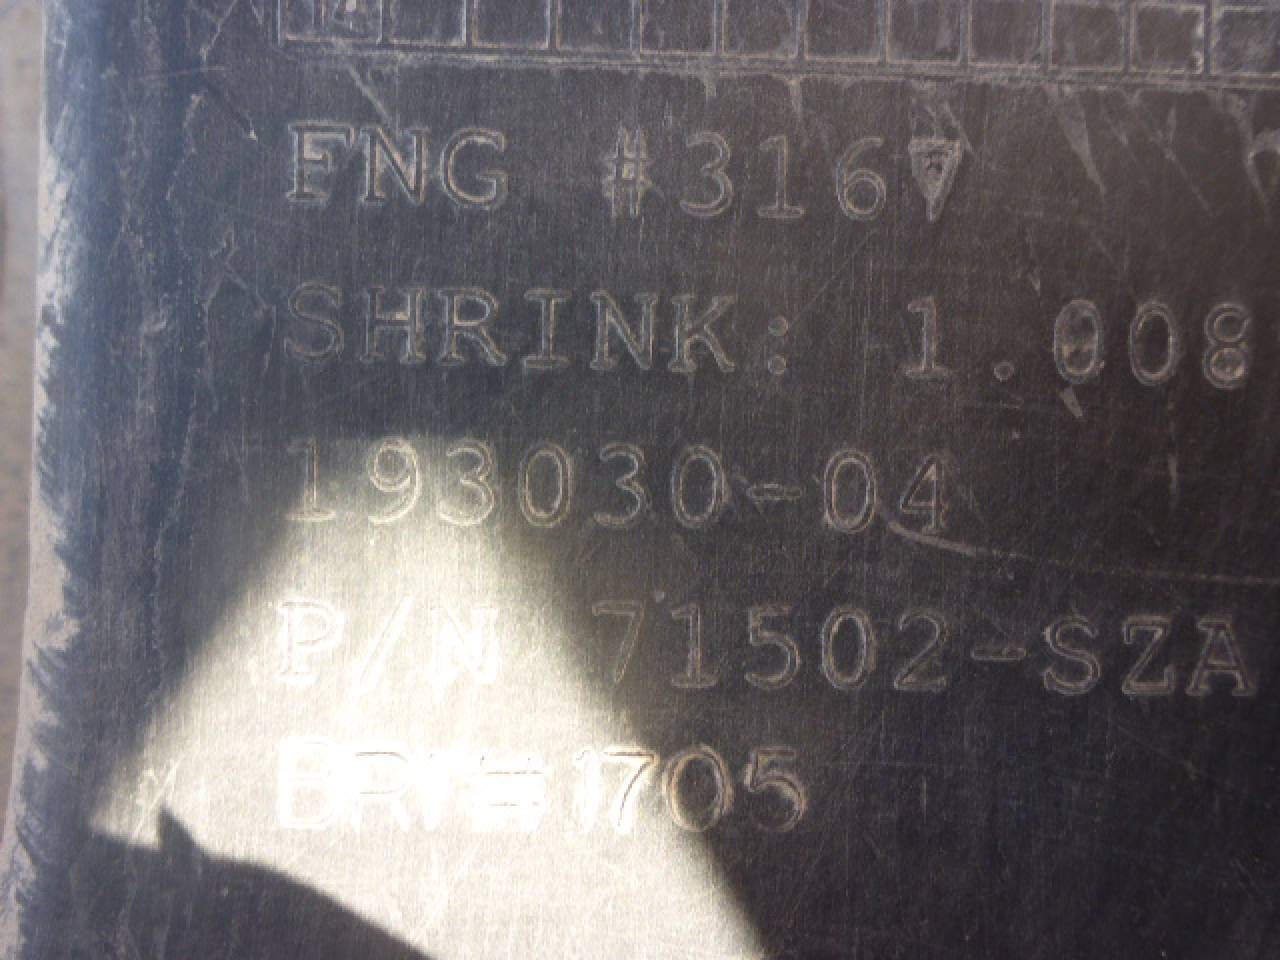 FNG #316
SHRINK: 1.008
193030-04
P/N 71502-SZA
1705